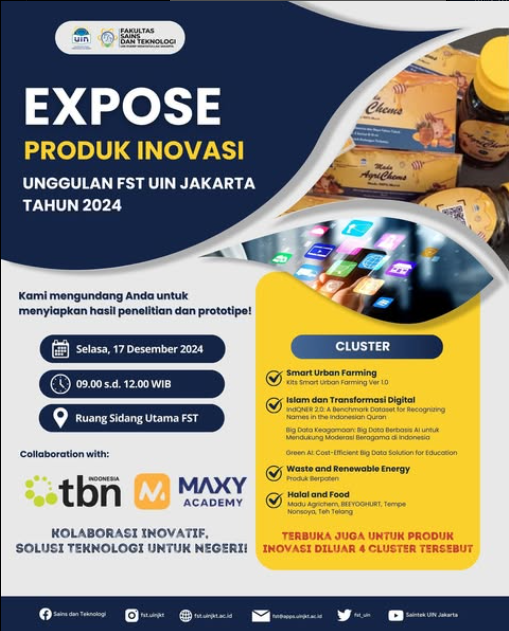 uin
FAKULTAS
SAINS
DAN TEKNOLOGI
EXPOSE
PRODUK INOVASI
UNGGULAN FST UIN JAKARTA
TAHUN 2024
Madu
AgriChems
Madu
AgriChems
Kami mengundang Anda untuk
menyiapkan hasil penelitian dan prototipe!
Selasa, 17 Desember 2024
09.00 s.d. 12.00 WIB
Ruang Sidang Utama FST
Collaboration with:
INDONESIA
tbn
MAXY
ACADEMY
KOLABORASI INOVATIF,
SOLUSI TEKNOLOGI UNTUK NEGERI!
CLUSTER
Smart Urban Farming
Kits Smart Urban Farming Ver 1.0
Islam dan Transformasi Digital
IndQNER 2.0: A Benchmark Dataset for Recognizing
Names in the Indonesian Quran
Big Data Keagamaan: Big Data Berbasis AI untuk
Mendukung Moderasi Beragama di Indonesia
Green AI: Cost-Efficient Big Data Solution for Education
Waste and Renewable Energy
Produk Berpaten
Halal and Food
Madu Agrichem, BEEYOGHURT, Tempe
Nonsoya, Teh Telang
TERBUKA JUGA UNTUK PRODUK
INOVASI DILUAR 4 CLUSTER TERSEBUT
Sains dan Teknologi
fst.uinjkt
fst.uinjkt.ac.id
fst@apps.uinjkt.ac.id
fst_uin
Saintek UIN Jakarta